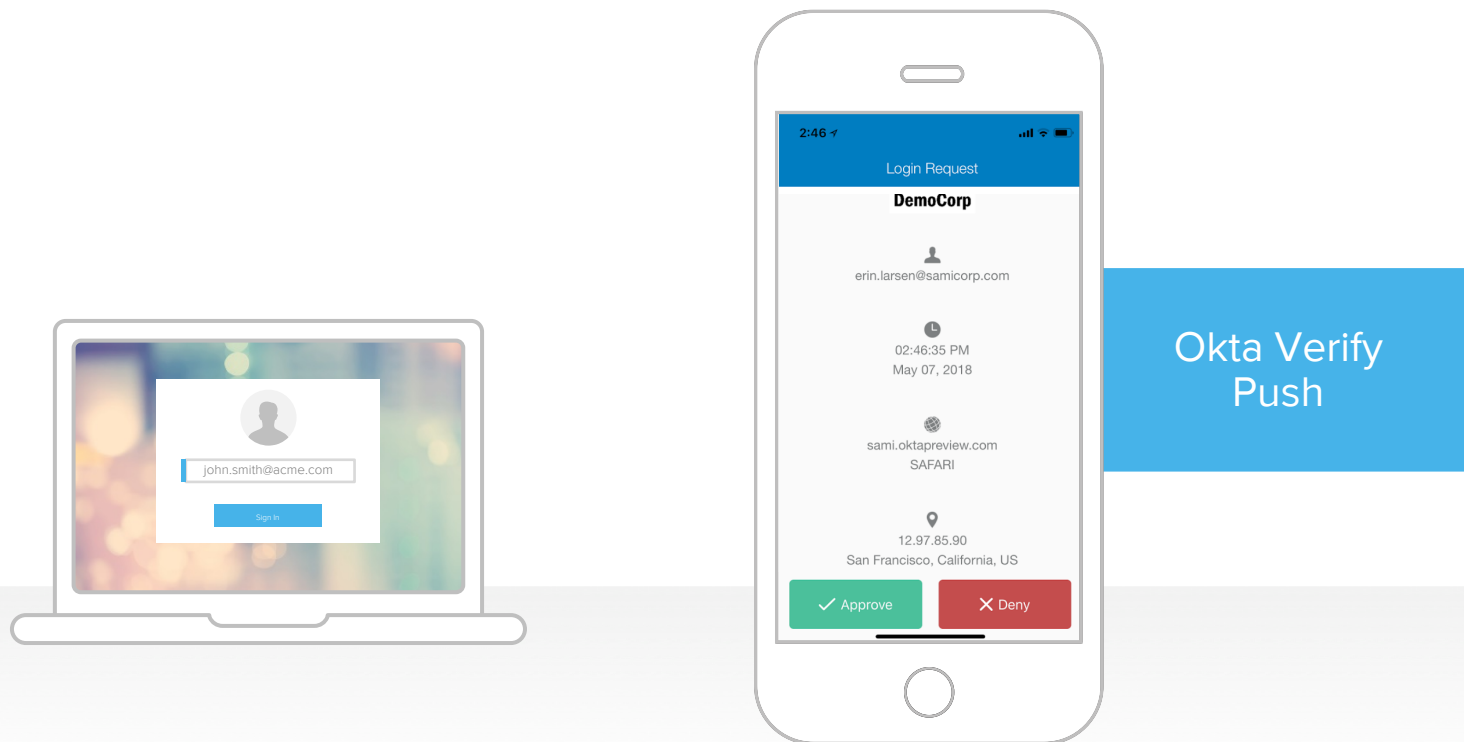 john.smith@acme.com
Sign In
2:46
Login Request
DemoCorp
erin.larsen@samicorp.com
02:46:35 PM
May 07, 2018
sami.oktapreview.com
SAFARI
12.97.85.90
San Francisco, California, US
Approve
Deny
Okta Verify
Push